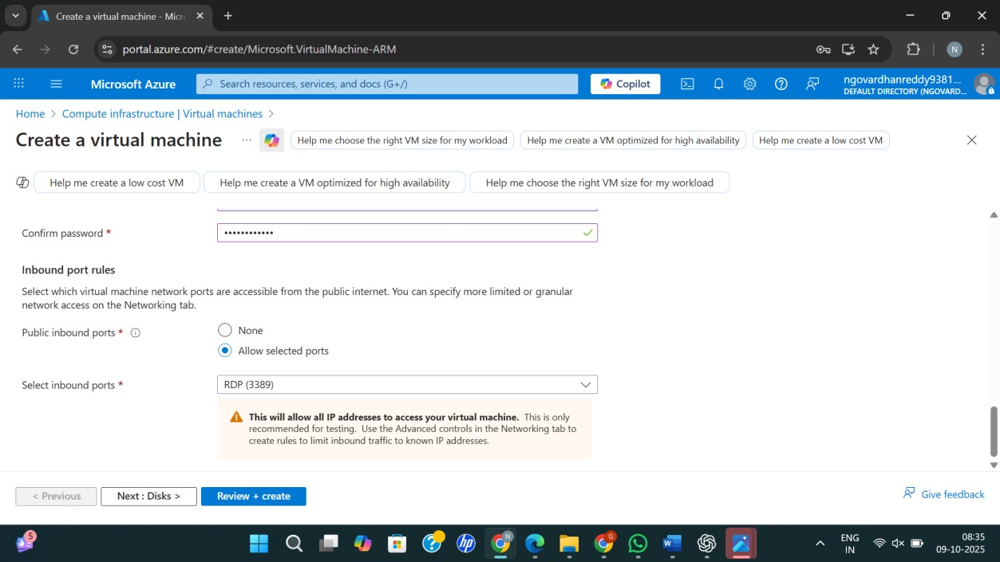 Create a virtual machine - Micr
portal.azure.com/#create/Microsoft.VirtualMachine-ARM
N
Microsoft Azure
Search resources, services, and docs (G+/)
Copilot
ngovardhanreddy9381...
DEFAULT DIRECTORY (NGOVARD...
Home > Compute infrastructure | Virtual machines >
Create a virtual machine
...
Help me choose the right VM size for my workload
Help me create a VM optimized for high availability
Help me create a low cost VM
Help me create a low cost VM
Help me create a VM optimized for high availability
Help me choose the right VM size for my workload
Confirm password *
••••••••••••
Inbound port rules
Select which virtual machine network ports are accessible from the public internet. You can specify more limited or granular
network access on the Networking tab.
Public inbound ports *
None
Allow selected ports
Select inbound ports *
RDP (3389)
This will allow all IP addresses to access your virtual machine. This is only
recommended for testing. Use the Advanced controls in the Networking tab to
create rules to limit inbound traffic to known IP addresses.
< Previous
Next : Disks >
Review + create
Give feedback
5
hp
N
G
W
ENG
IN
08:35
09-10-2025